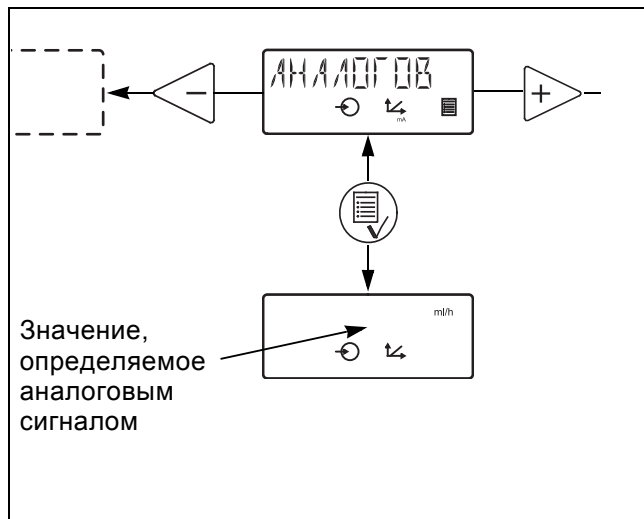 АНАЛОГОВ
mA
ml/h
Значение,
определяемое
аналоговым
сигналом